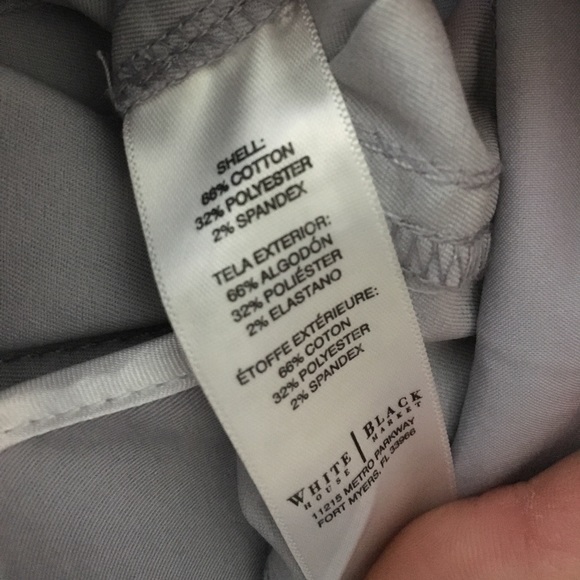 SHELL:
66% COTTON
32% POLYESTER
2% SPANDEX
TELA EXTERIOR:
66% ALGODÓN
32% POLIÉSTER
2% ELASTANO
ÉTOFFE EXTÉRIEURE:
66% COTON
32% POLYESTER
2% SPANDEX
WHITE | BLACK
HOUSE | MARKET
11215 METRO PARKWAY
FORT MYERS, FL 33966